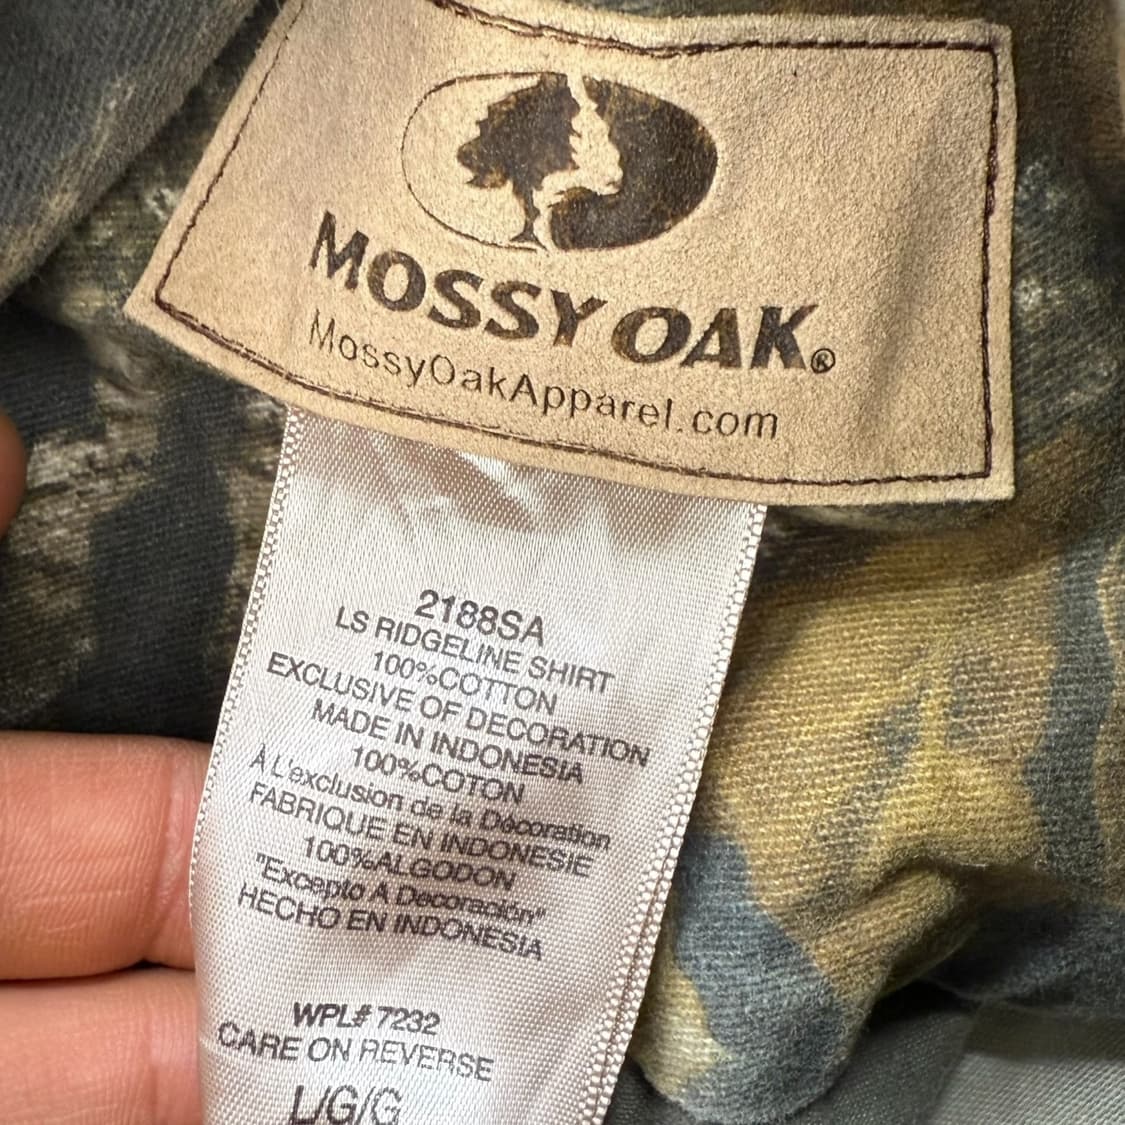 MOSSY OAK®
MossyOakApparel.com
2188SA
LS RIDGELINE SHIRT
100%COTTON
EXCLUSIVE OF DECORATION
MADE IN INDONESIA
100%COTON
À L'exclusion de la Décoration
FABRIQUE EN INDONESIE
100%ALGODON
"Excepto A Decoración"
HECHO EN INDONESIA
WPL# 7232
CARE ON REVERSE
L/G/G